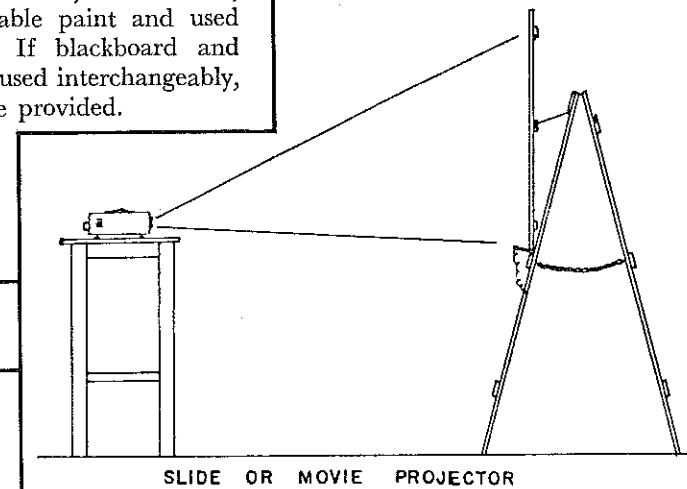 able paint and used
If blackboard and
used interchangeably,
e provided.
SLIDE OR MOVIE PROJECTOR